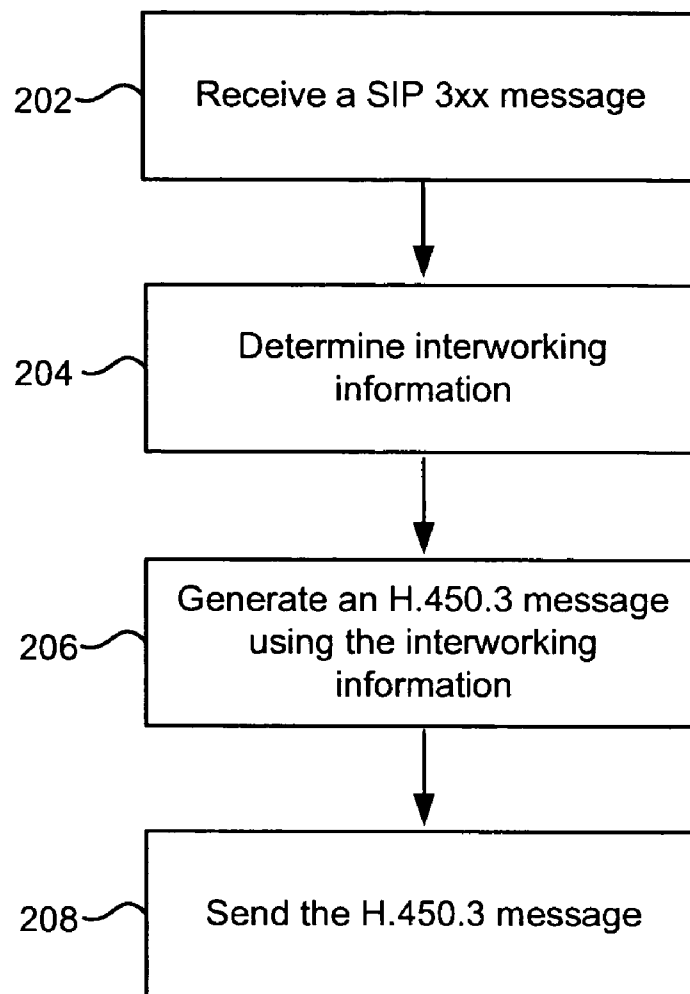 202
Receive a SIP 3xx message
204
Determine interworking
information
206
Generate an H.450.3 message
using the interworking
information
208
Send the H.450.3 message